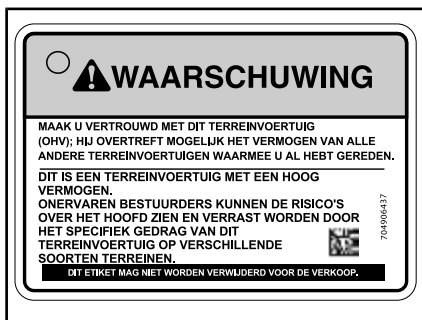 WAARSCHUWING
MAAK U VERTROUWD MET DIT TERREINVOERTUIG
(OHV); HIJ OVERTREFT MOGELIJK HET VERMOGEN VAN ALLE
ANDERE TERREINVOERTUIGEN WAARMEE U AL HEBT GEREDEN.
DIT IS EEN TERREINVOERTUIG MET EEN HOOG
VERMOGEN.
ONERVAREN BESTUURDERS KUNNEN DE RISICO'S
OVER HET HOOFD ZIEN EN VERRAST WORDEN DOOR
HET SPECIFIEK GEDRAG VAN DIT
TERREINVOERTUIG OP VERSCHILLENDE
SOORTEN TERREINEN.
704906437
DIT ETIKET MAG NIET WORDEN VERWIJDERD VOOR DE VERKOOP.